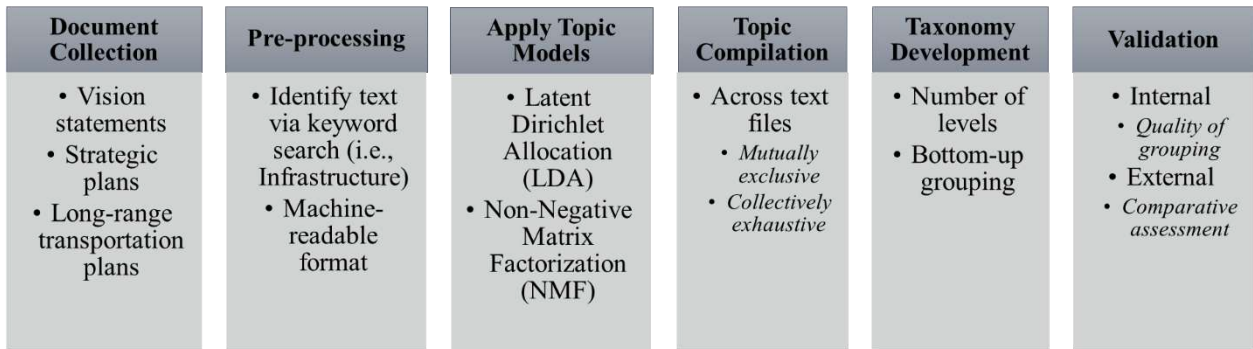 Document
Collection
• Vision
statements
• Strategic
plans
• Long-range
transportation
plans
Pre-processing
• Identify text
via keyword
search (i.e.,
Infrastructure)
• Machine-
readable
format
Apply Topic
Models
• Latent
Dirichlet
Allocation
(LDA)
• Non-Negative
Matrix
Factorization
(NMF)
Topic
Compilation
• Across text
files
• Mutually
exclusive
• Collectively
exhaustive
Taxonomy
Development
• Number of
levels
• Bottom-up
grouping
Validation
• Internal
• Quality of
grouping
• External
• Comparative
assessment